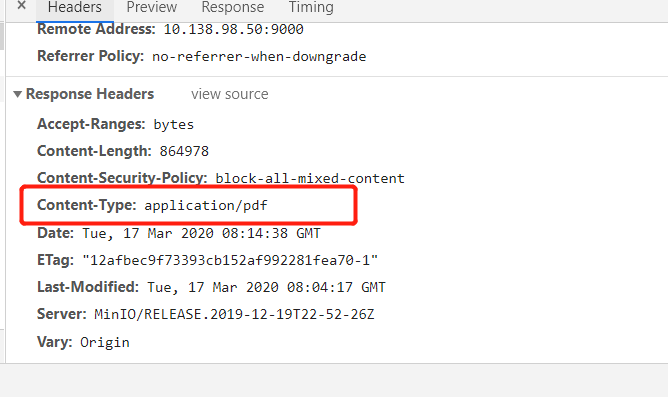 × Headers Preview Response Timing
Remote Address: 10.138.98.50:9000
Referrer Policy: no-referrer-when-downgrade
▼ Response Headers view source
Accept-Ranges: bytes
Content-Length: 864978
Content-Security-Policy: block-all-mixed-content
Content-Type: application/pdf
Date: Tue, 17 Mar 2020 08:14:38 GMT
ETag: "12afbec9f73393cb152af992281fea70-1"
Last-Modified: Tue, 17 Mar 2020 08:04:17 GMT
Server: MinIO/RELEASE.2019-12-19T22-52-26Z
Vary: Origin